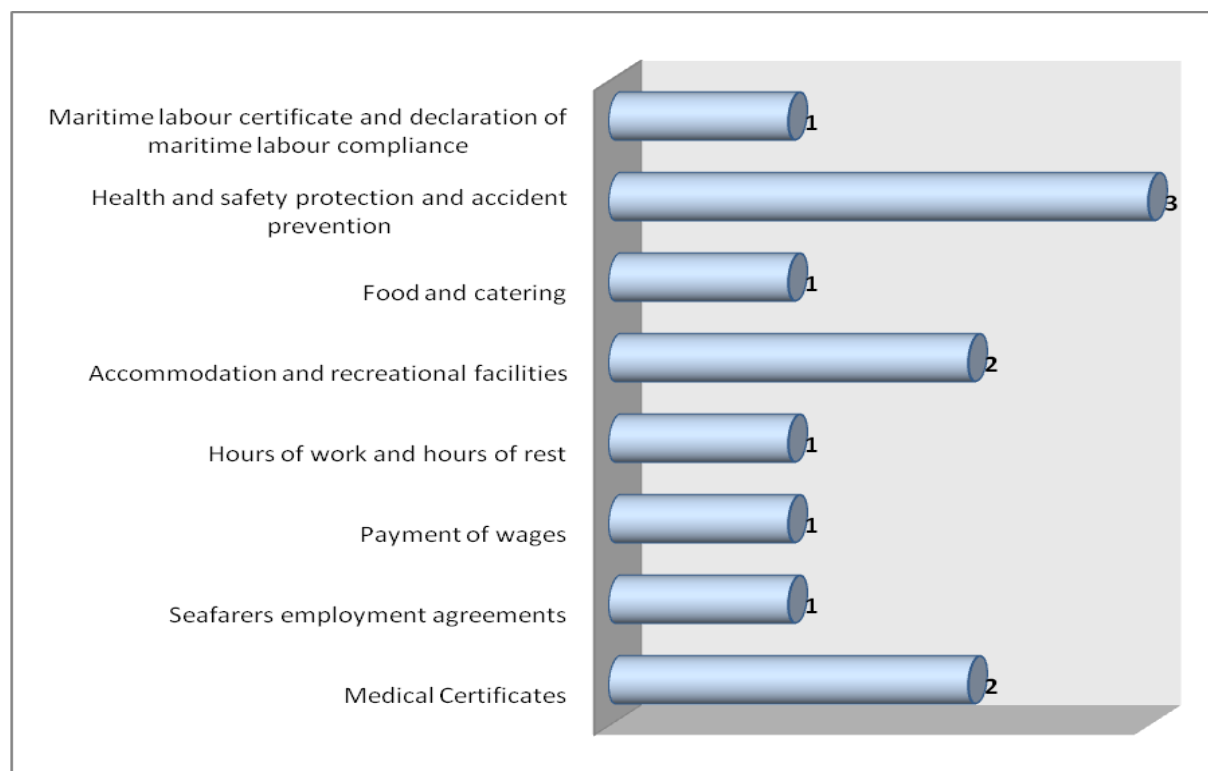 Maritime labour certificate and declaration of
maritime labour compliance
1
Health and safety protection and accident
prevention
3
Food and catering
1
Accommodation and recreational facilities
2
Hours of work and hours of rest
1
Payment of wages
1
Seafarers employment agreements
1
Medical Certificates
2